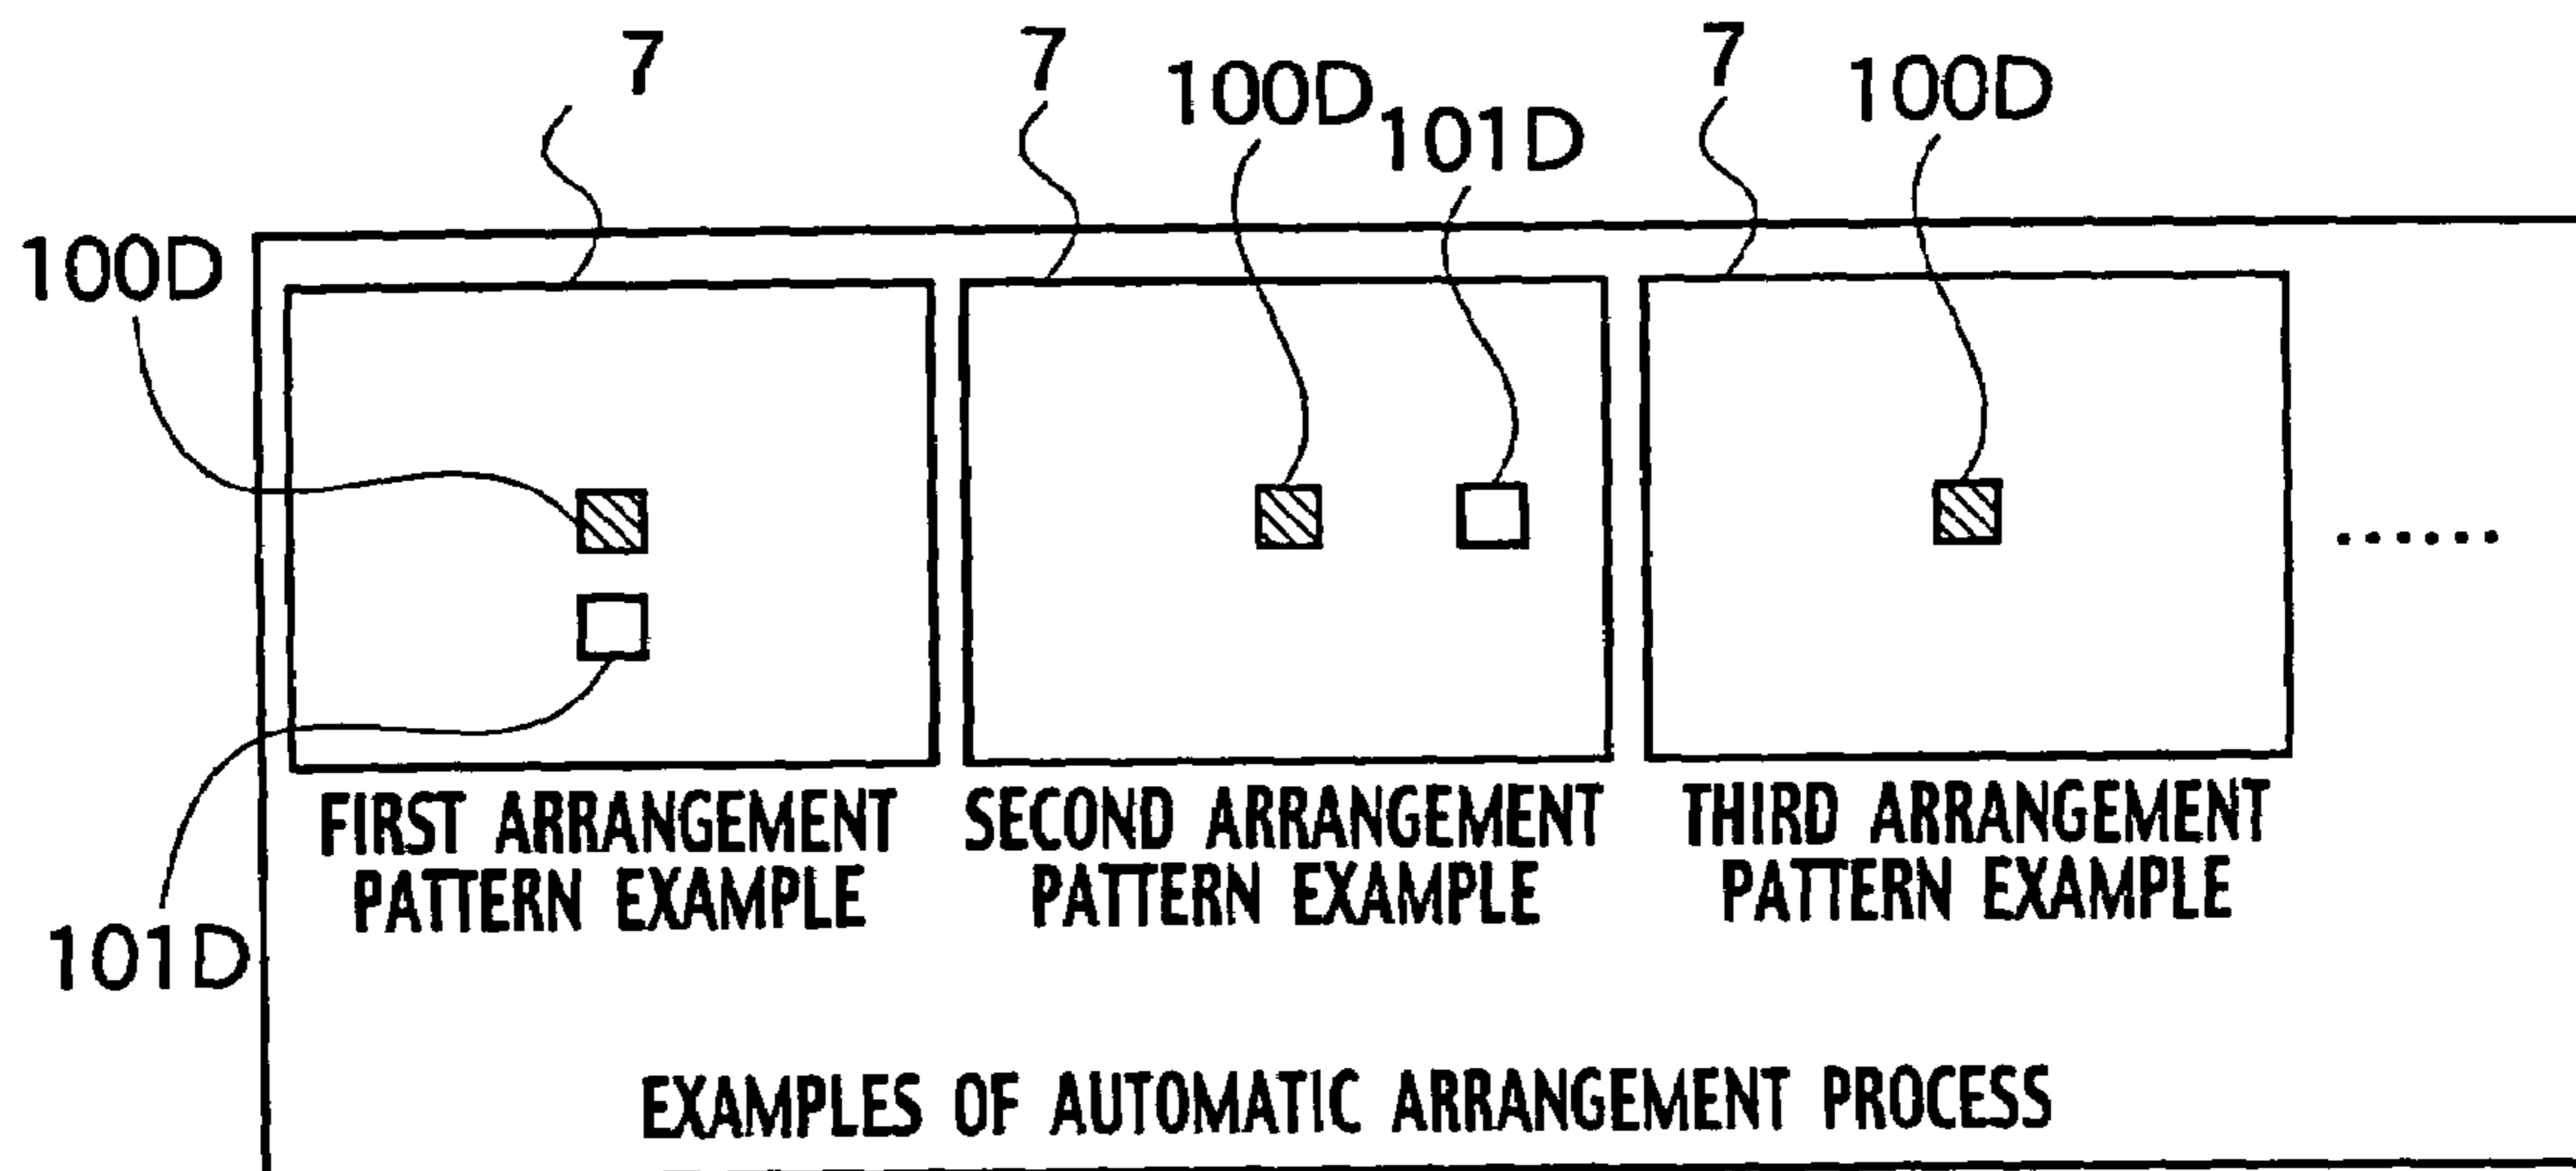 7 7 100D 101D 7 100D
100D
101D
FIRST ARRANGEMENT
PATTERN EXAMPLE
SECOND ARRANGEMENT
PATTERN EXAMPLE
THIRD ARRANGEMENT
PATTERN EXAMPLE
EXAMPLES OF AUTOMATIC ARRANGEMENT PROCESS